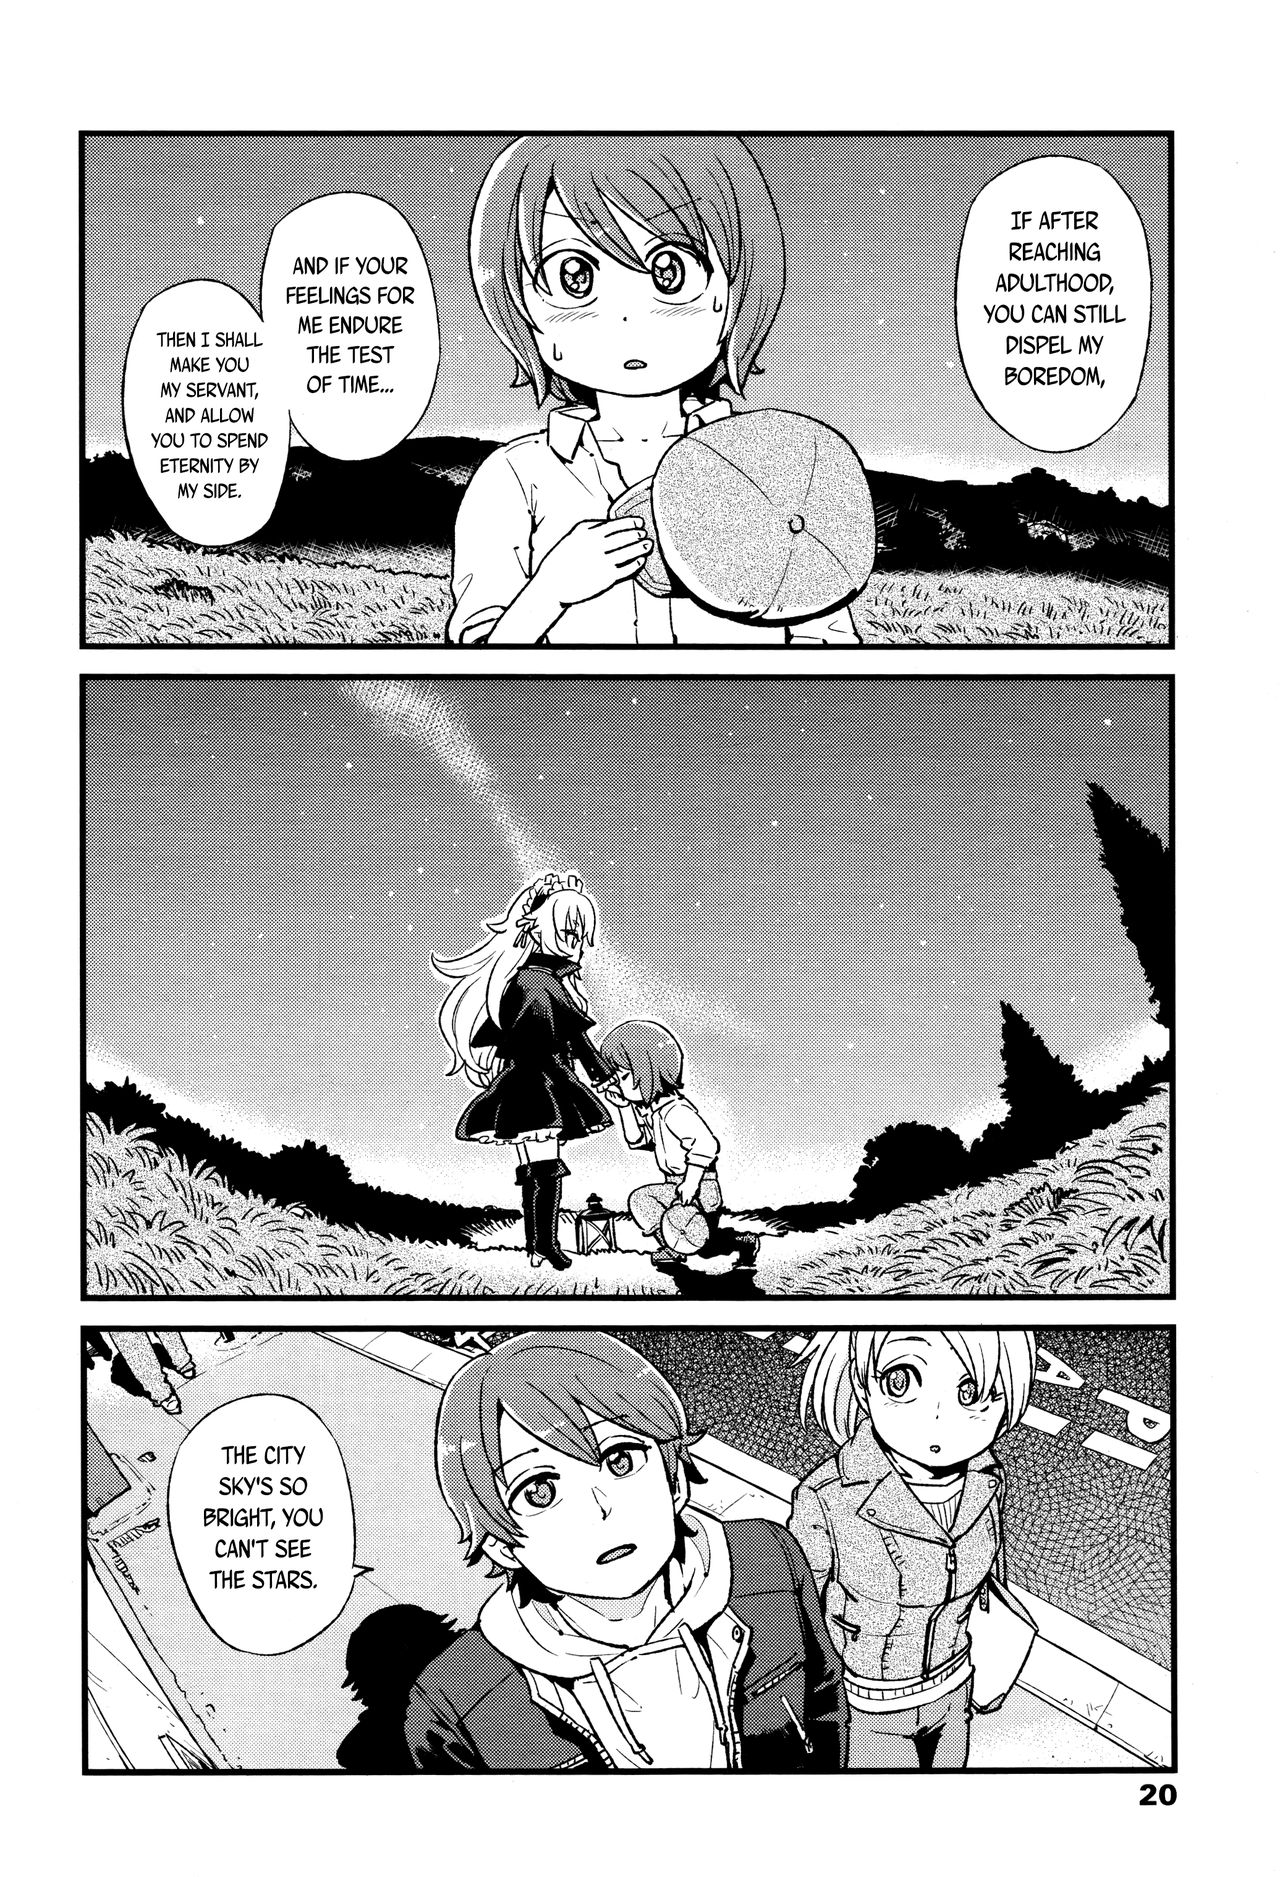 IF AFTER
REACHING
ADULTHOOD,
YOU CAN STILL
DISPEL MY
BOREDOM,
AND IF YOUR
FEELINGS FOR
ME ENDURE
THE TEST
OF TIME...
THEN I SHALL
MAKE YOU
MY SERVANT,
AND ALLOW
YOU TO SPEND
ETERNITY BY
MY SIDE.
THE CITY
SKY'S SO
BRIGHT, YOU
CAN'T SEE
THE STARS.
20